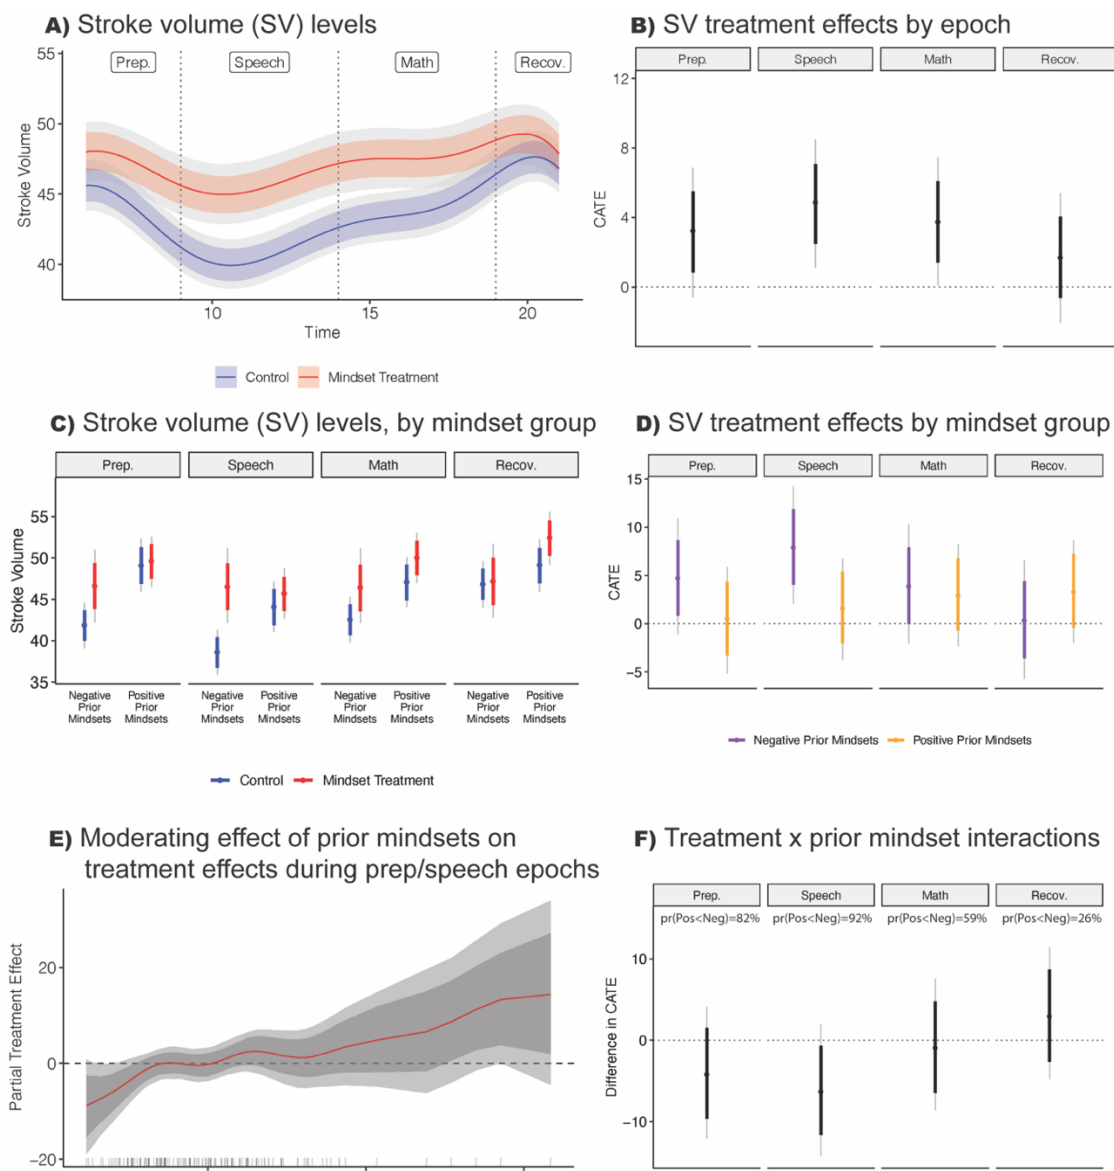 A) Stroke volume (SV) levels
55
50
45
40
Stroke Volume
Prep.
Speech
Math
Recov.
10
15
20
Time
Control
Mindset Treatment
B) SV treatment effects by epoch
Prep.
Speech
Math
Recov.
12
8
4
0
CATE
C) Stroke volume (SV) levels, by mindset group
Prep.
Speech
Math
Recov.
55
50
45
40
35
Stroke Volume
Negative
Prior
Mindsets
Positive
Prior
Mindsets
Negative
Prior
Mindsets
Positive
Prior
Mindsets
Negative
Prior
Mindsets
Positive
Prior
Mindsets
Negative
Prior
Mindsets
Positive
Prior
Mindsets
Control
Mindset Treatment
D) SV treatment effects by mindset group
Prep.
Speech
Math
Recov.
15
10
5
0
−5
CATE
Negative Prior Mindsets
Positive Prior Mindsets
E) Moderating effect of prior mindsets on
treatment effects during prep/speech epochs
20
0
−20
Partial Treatment Effect
F) Treatment x prior mindset interactions
Prep.
Speech
Math
Recov.
pr(Pos<Neg)=82%
pr(Pos<Neg)=92%
pr(Pos<Neg)=59%
pr(Pos<Neg)=26%
10
0
−10
Difference in CATE